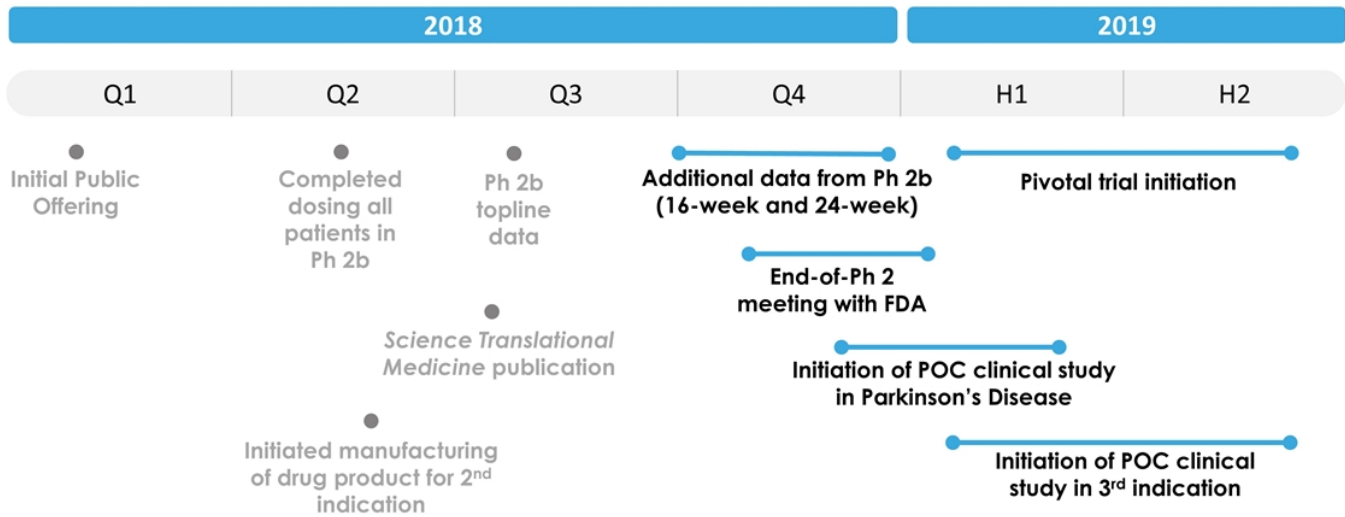 2018
2019
Q1
Q2
Q3
Q4
H1
H2
Initial Public
Offering
Completed
dosing all
patients in
Ph 2b
Ph 2b
topline
data
Additional data from Ph 2b
(16-week and 24-week)
Pivotal trial initiation
End-of-Ph 2
meeting with FDA
Science Translational
Medicine publication
Initiation of POC clinical study
in Parkinson’s Disease
Initiated manufacturing
of drug product for 2nd
indication
Initiation of POC clinical
study in 3rd indication